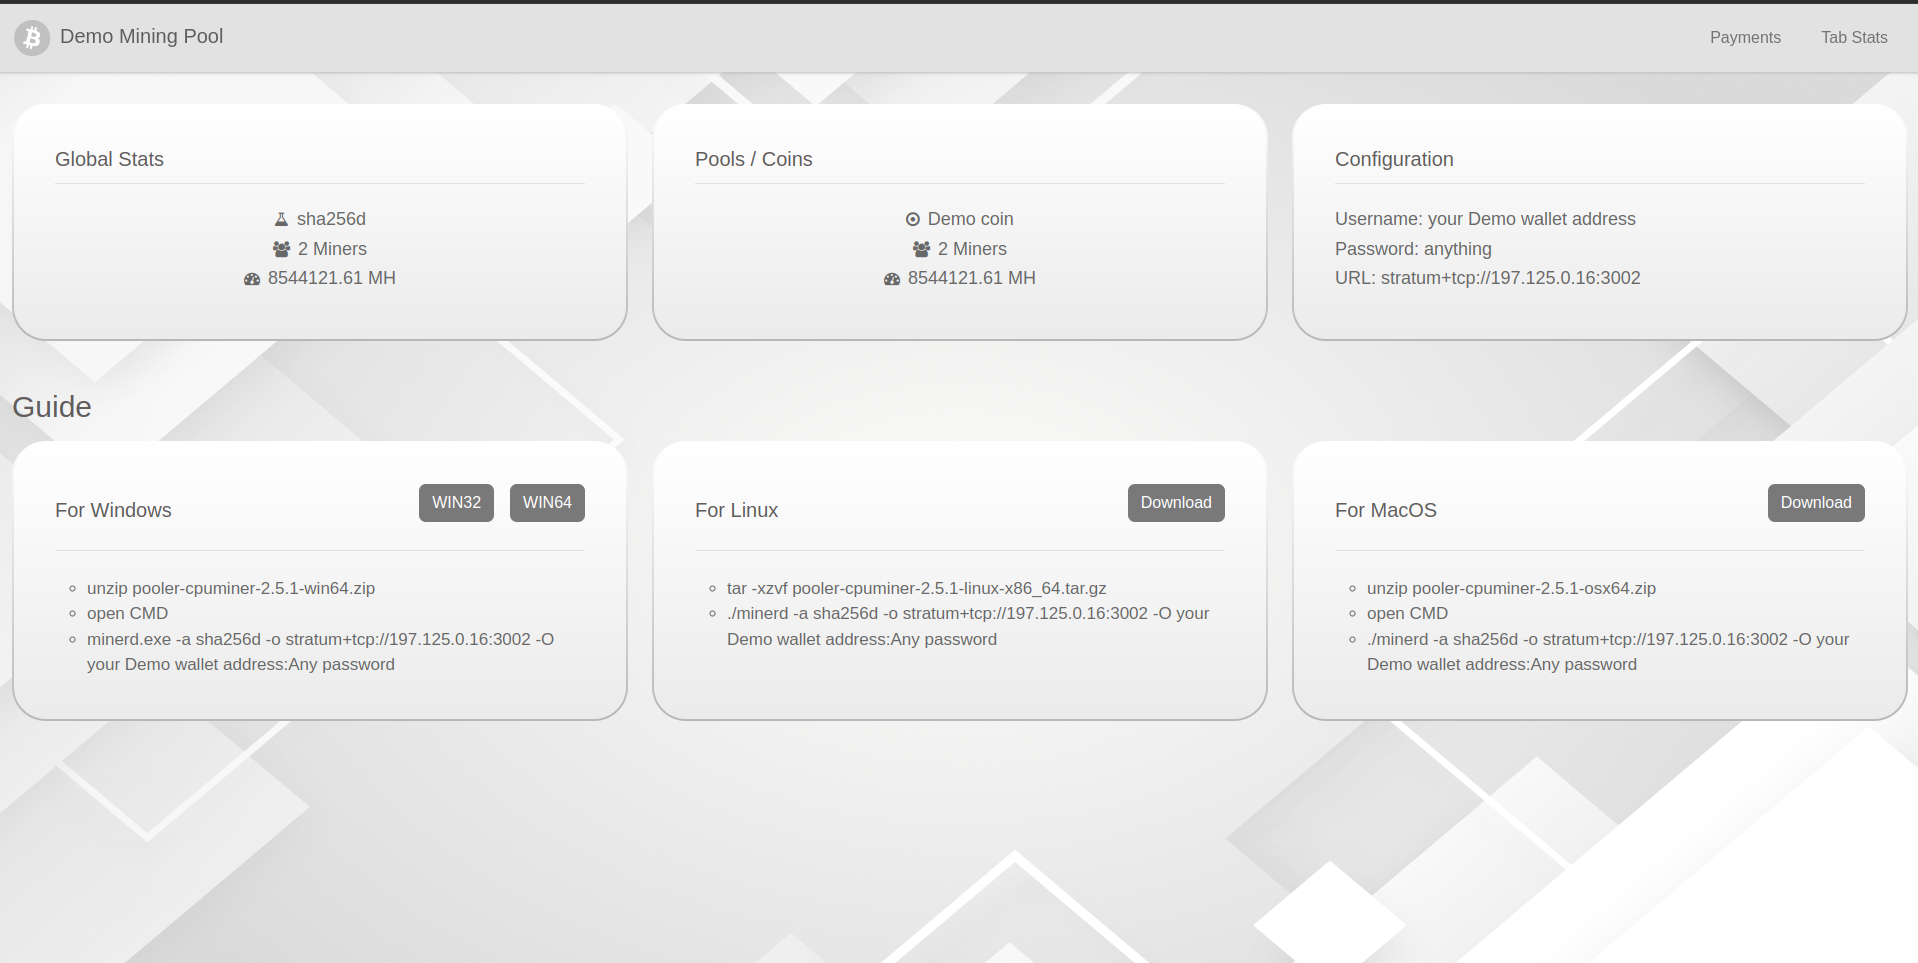 Demo Mining Pool
Payments
Tab Stats
Global Stats
sha256d
2 Miners
8544121.61 MH
Pools / Coins
Demo coin
2 Miners
8544121.61 MH
Configuration
Username: your Demo wallet address
Password: anything
URL: stratum+tcp://197.125.0.16:3002
Guide
For Windows
WIN32
WIN64
unzip pooler-cpuminer-2.5.1-win64.zip
open CMD
minerd.exe -a sha256d -o stratum+tcp://197.125.0.16:3002 -O
your Demo wallet address:Any password
For Linux
Download
tar -xzvf pooler-cpuminer-2.5.1-linux-x86_64.tar.gz
./minerd -a sha256d -o stratum+tcp://197.125.0.16:3002 -O your
Demo wallet address:Any password
For MacOS
Download
unzip pooler-cpuminer-2.5.1-osx64.zip
open CMD
./minerd -a sha256d -o stratum+tcp://197.125.0.16:3002 -O your
Demo wallet address:Any password